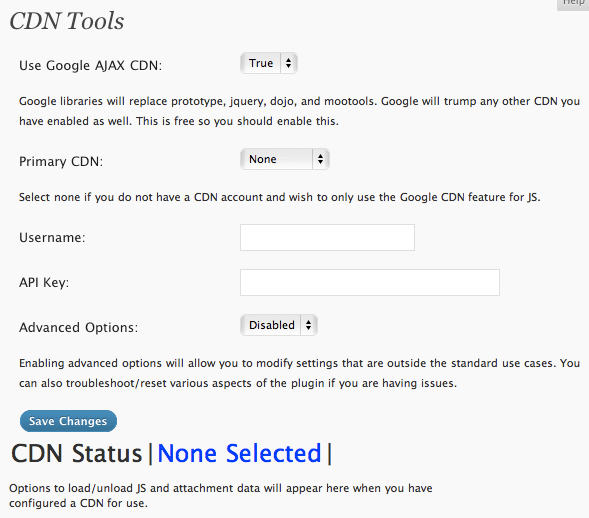 Help
CDN Tools
Use Google AJAX CDN: True
Google libraries will replace prototype, jquery, dojo, and mootools. Google will trump any other CDN you
have enabled as well. This is free so you should enable this.
Primary CDN: None
Select none if you do not have a CDN account and wish to only use the Google CDN feature for JS.
Username:
API Key:
Advanced Options: Disabled
Enabling advanced options will allow you to modify settings that are outside the standard use cases. You
can also troubleshoot/reset various aspects of the plugin if you are having issues.
Save Changes
CDN Status|None Selected|
Options to load/unload JS and attachment data will appear here when you have
configured a CDN for use.